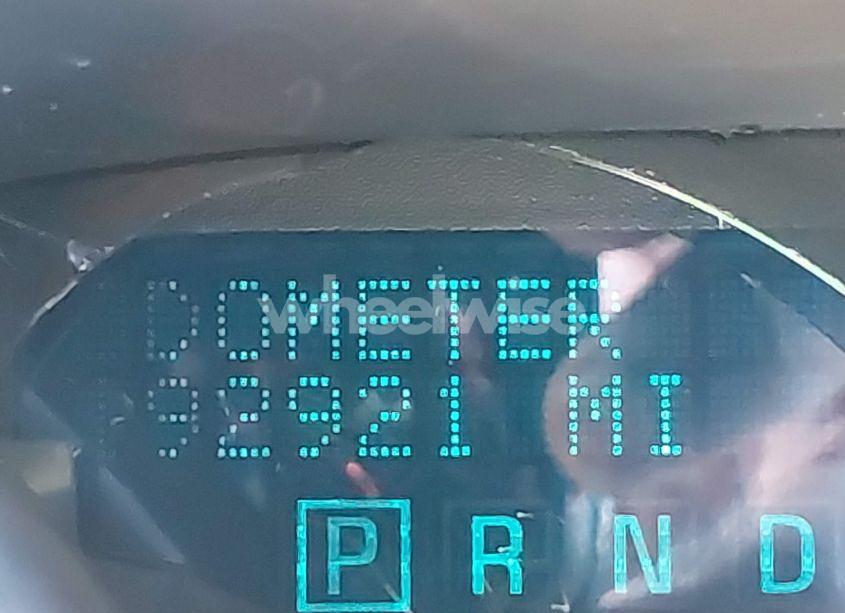 DOMETER
wheelwise
92921 MI
P R N D